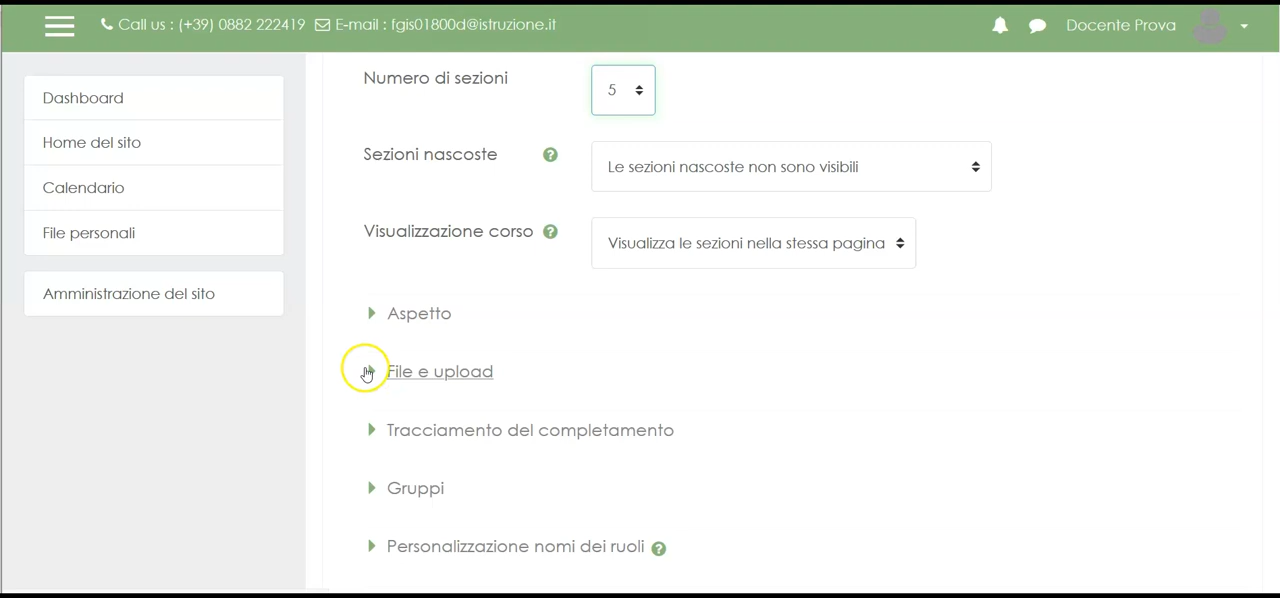 Call us : (+39) 0882 222419 E-mail : fgis01800d@istruzione.it Docente Prova
Dashboard
Home del sito
Calendario
File personali
Amministrazione del sito
Numero di sezioni 5
Sezioni nascoste ? Le sezioni nascoste non sono visibili
Visualizzazione corso ? Visualizza le sezioni nella stessa pagina
Aspetto
File e upload
Tracciamento del completamento
Gruppi
Personalizzazione nomi dei ruoli ?